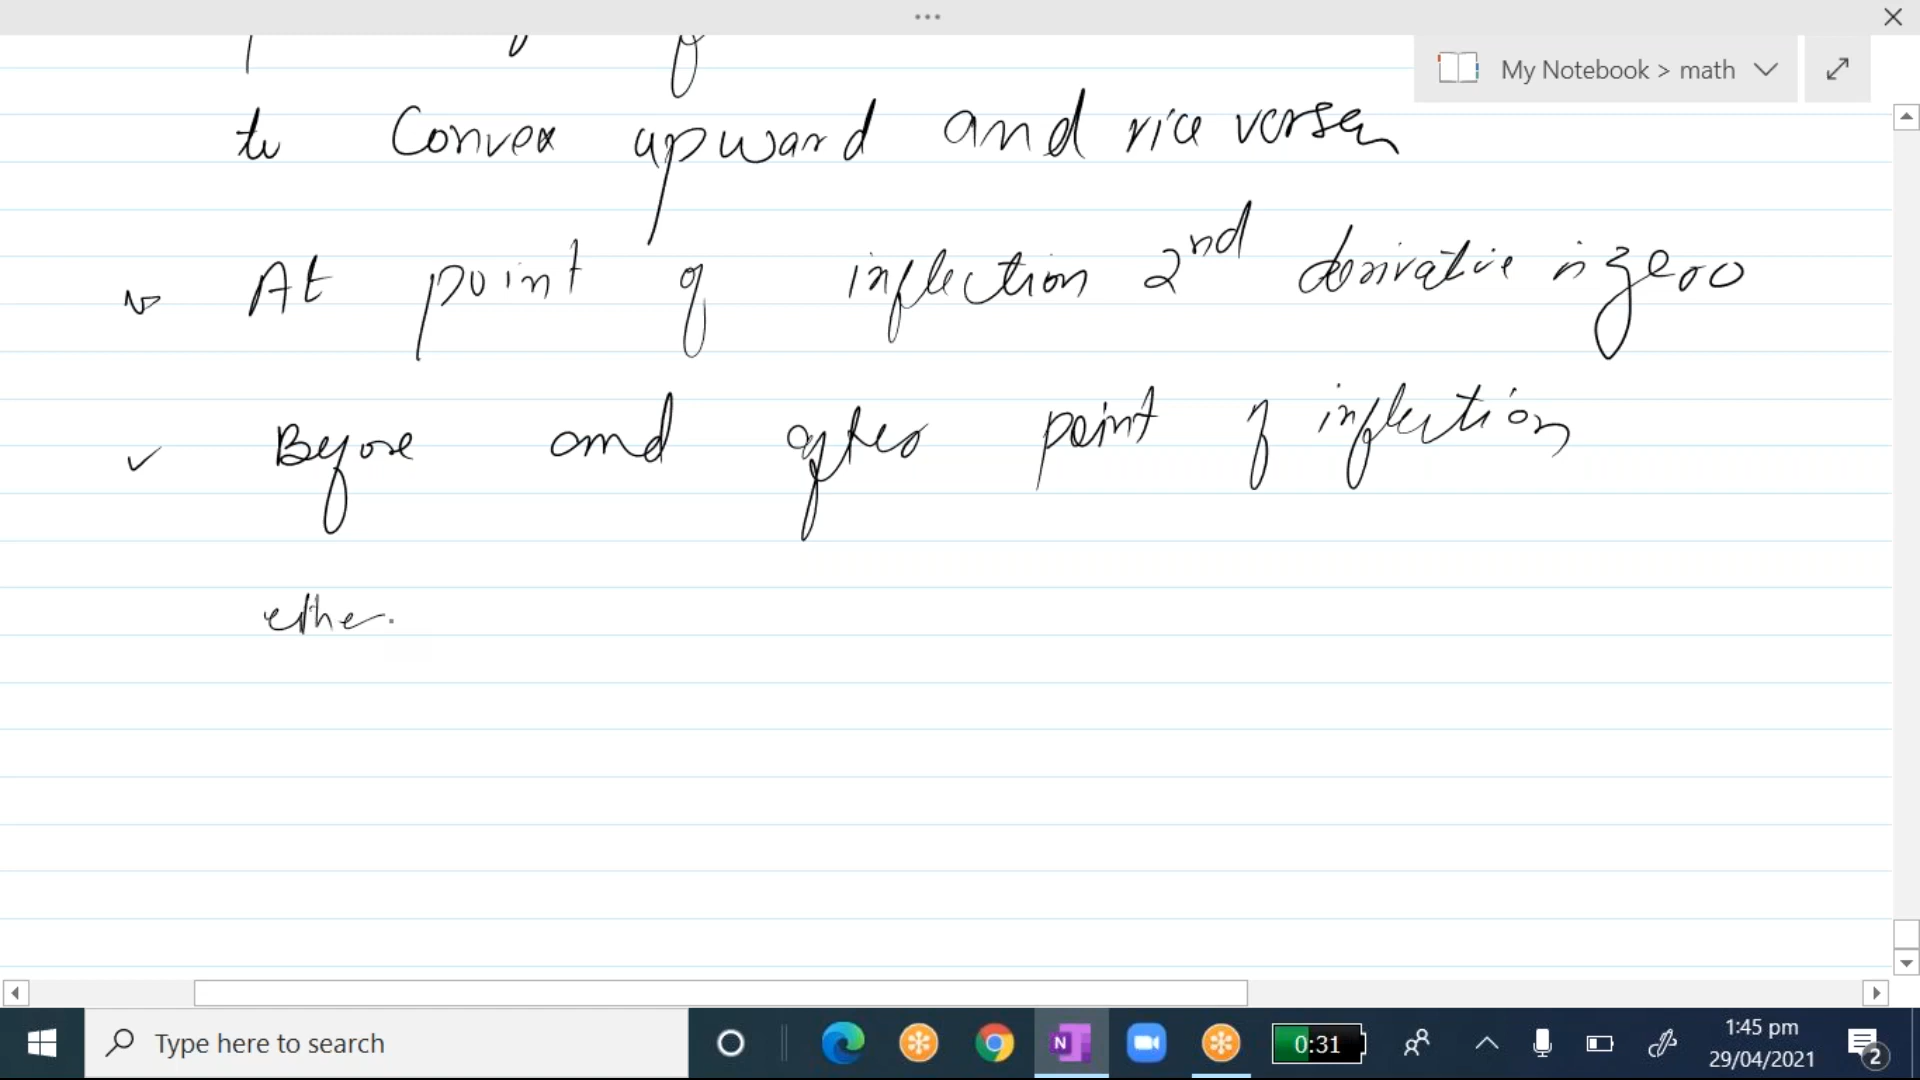 My Notebook > math
to Convex upward and vice versa
At point of inflection 2nd derivative is zero
Before and after point of inflection
either
Type here to search
N
0:31
1:45 pm
29/04/2021
2